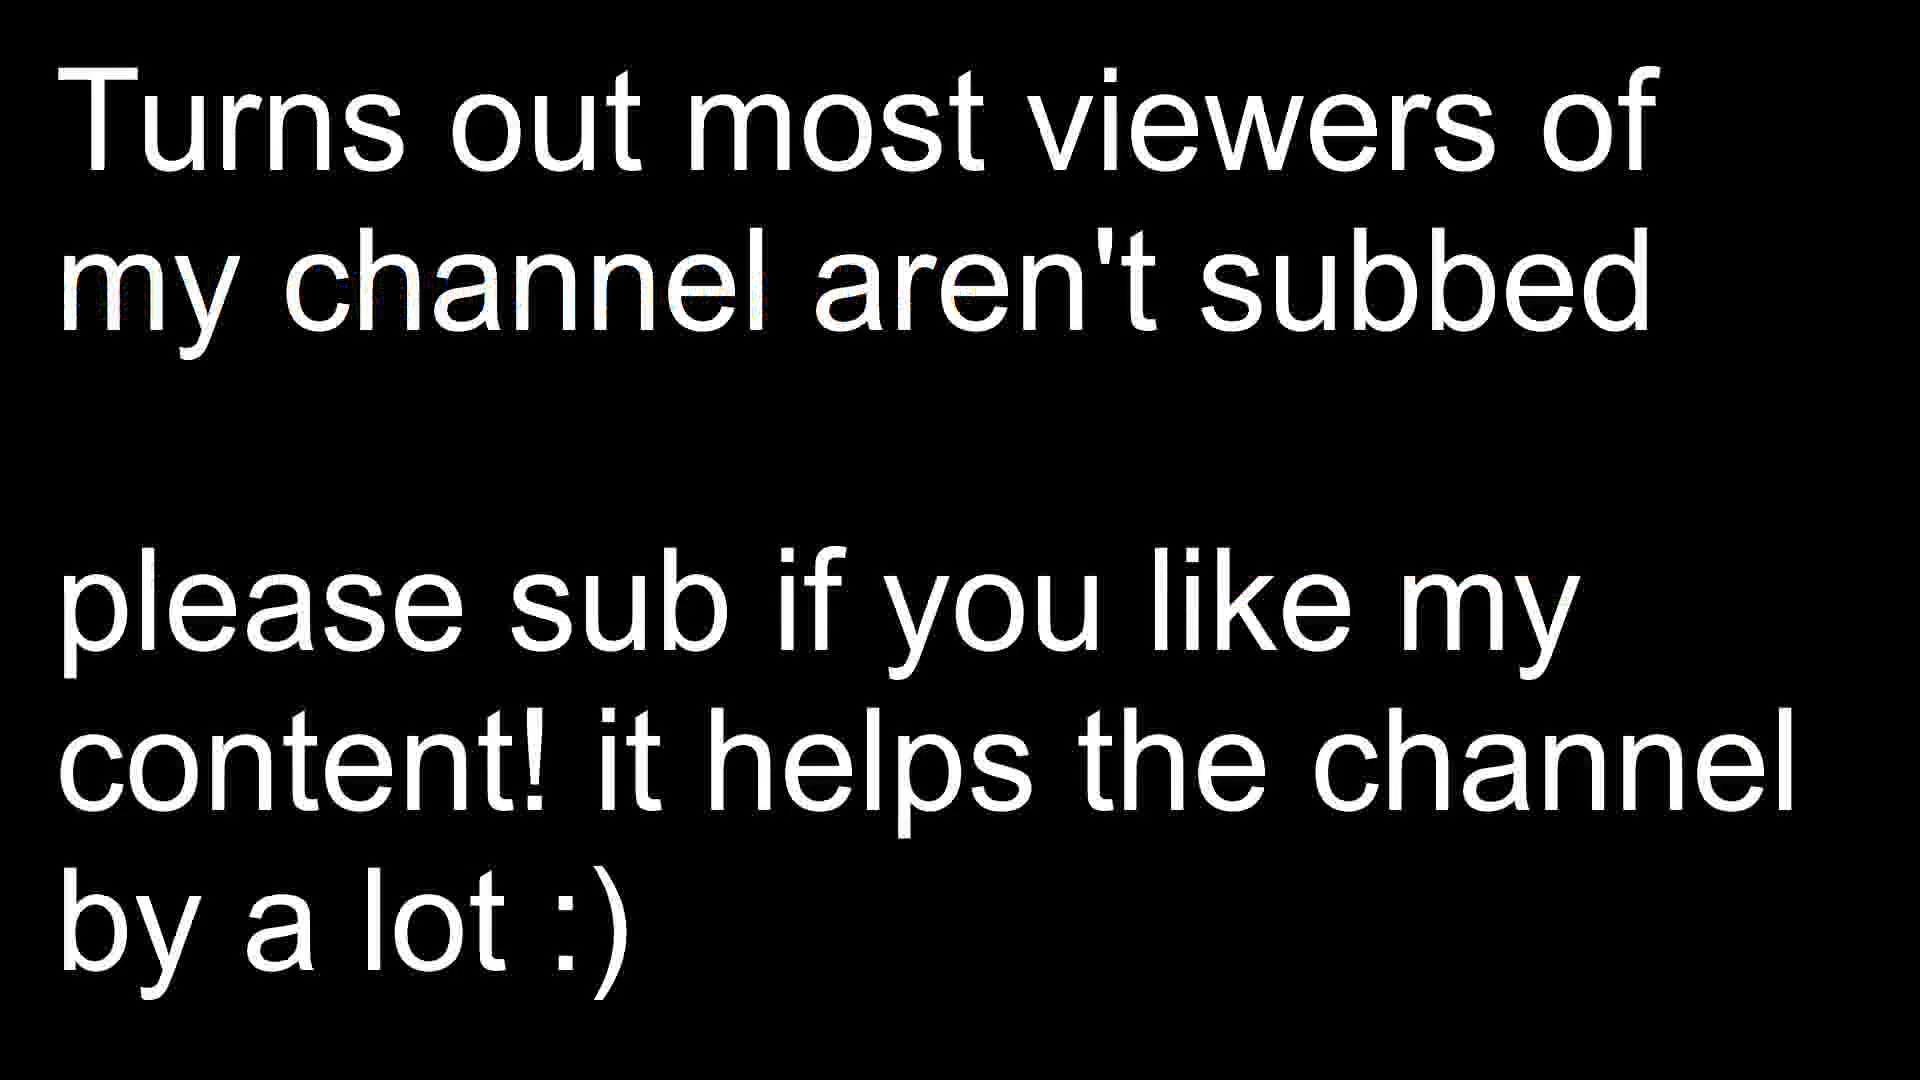 Turns out most viewers of
my channel aren't subbed
please sub if you like my
content! it helps the channel
by a lot :)